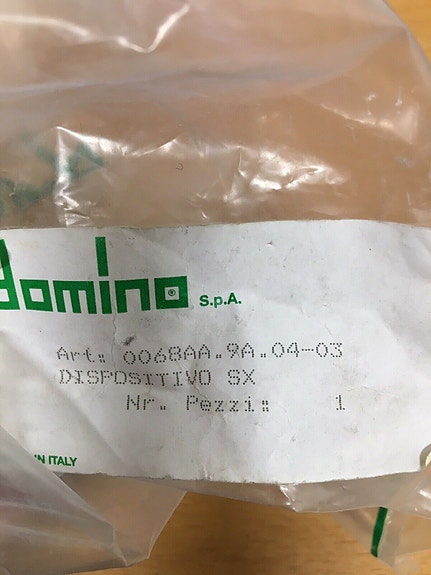 domino® S.p.A.
Art: 0068AA.9A.04-03
DISPOSITIVO SX
Nr. Pezzi: 1
IN ITALY